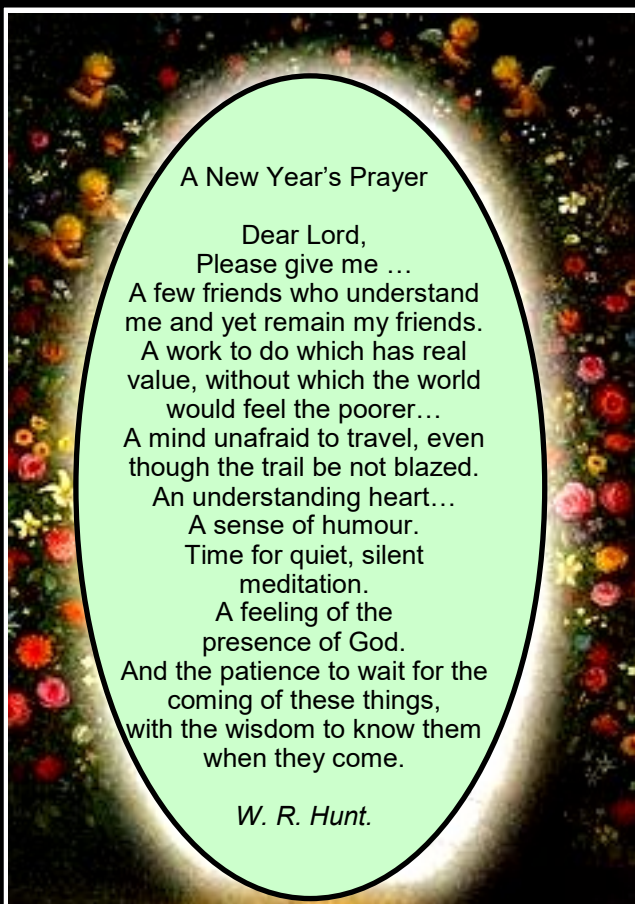 A New Year’s Prayer
Dear Lord,
Please give me …
A few friends who understand
me and yet remain my friends.
A work to do which has real
value, without which the world
would feel the poorer…
A mind unafraid to travel, even
though the trail be not blazed.
An understanding heart…
A sense of humour.
Time for quiet, silent
meditation.
A feeling of the
presence of God.
And the patience to wait for the
coming of these things,
with the wisdom to know them
when they come.
W. R. Hunt.